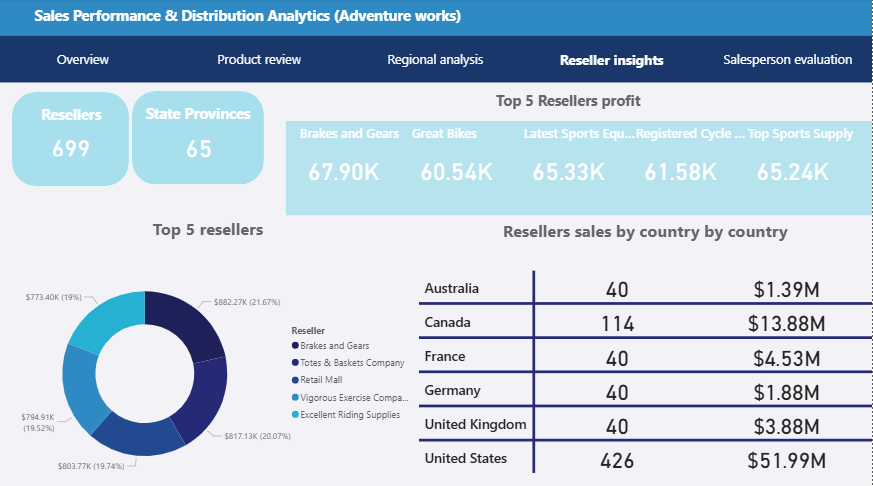 Sales Performance & Distribution Analytics (Adventure works)
Overview Product review Regional analysis Reseller insights Salesperson evaluation
Resellers
699
State Provinces
65
Top 5 Resellers profit
Brakes and Gears Great Bikes Latest Sports Equ... Registered Cycle ... Top Sports Supply
67.90K 60.54K 65.33K 61.58K 65.24K
Top 5 resellers
$773.40K (19%)
$882.27K (21.67%)
$794.91K
(19.52%)
$817.13K (20.07%)
$803.77K (19.74%)
Reseller
Brakes and Gears
Totes & Baskets Company
Retail Mall
Vigorous Exercise Compa...
Excellent Riding Supplies
Resellers sales by country by country
Australia 40 $1.39M
Canada 114 $13.88M
France 40 $4.53M
Germany 40 $1.88M
United Kingdom 40 $3.88M
United States 426 $51.99M